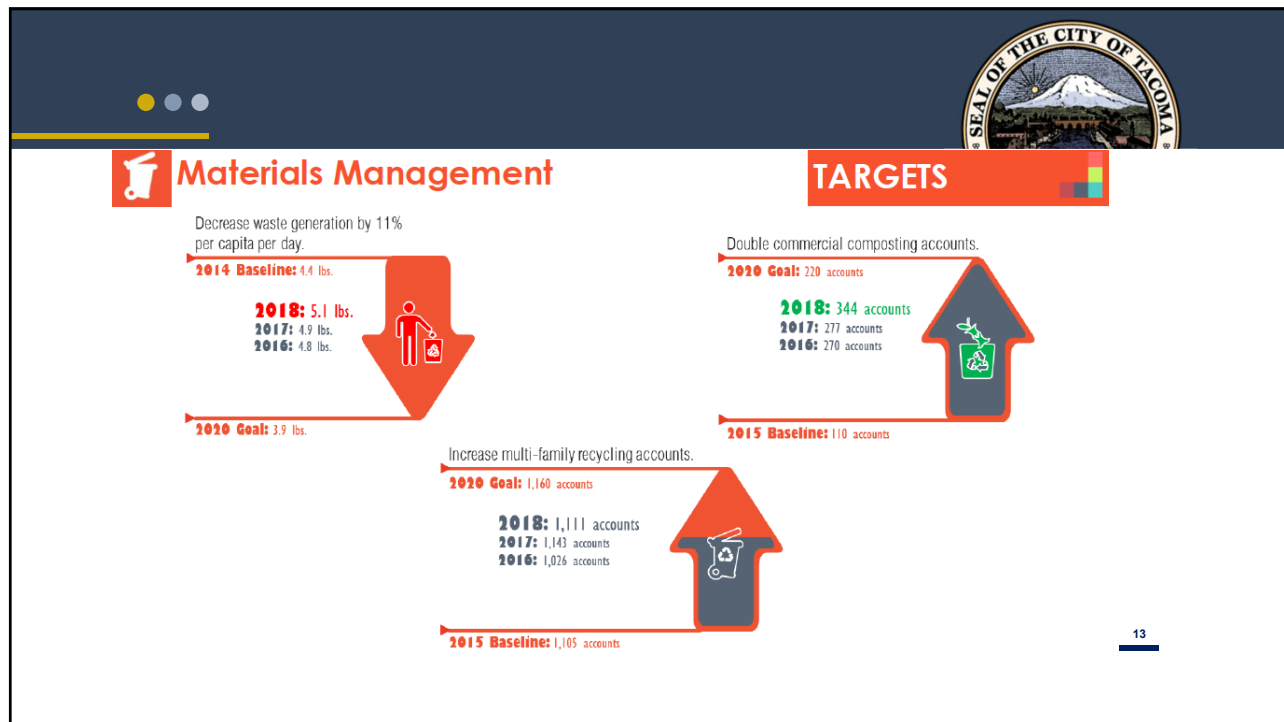 SEAL OF THE CITY OF TACOMA
Materials Management
TARGETS
Decrease waste generation by 11%
per capita per day.
2014 Baseline: 4.4 lbs.
2018: 5.1 lbs.
2017: 4.9 lbs.
2016: 4.8 lbs.
2020 Goal: 3.9 lbs.
Double commercial composting accounts.
2020 Goal: 220 accounts
2018: 344 accounts
2017: 277 accounts
2016: 270 accounts
2015 Baseline: 110 accounts
Increase multi-family recycling accounts.
2020 Goal: 1,160 accounts
2018: 1,111 accounts
2017: 1,143 accounts
2016: 1,026 accounts
2015 Baseline: 1,105 accounts
13